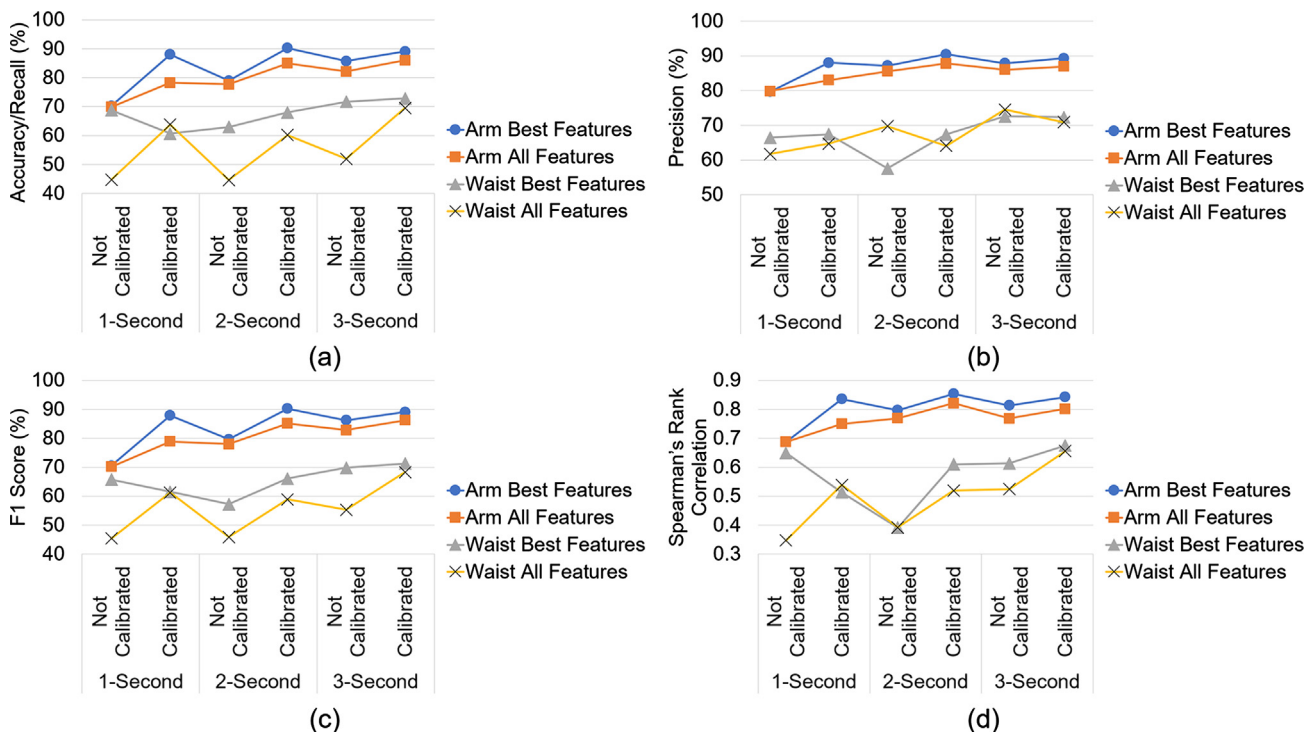 Accuracy/Recall (%)
100
90
80
70
60
50
40
Not Calibrated
Calibrated
Not Calibrated
Calibrated
Not Calibrated
Calibrated
1-Second
2-Second
3-Second
Arm Best Features
Arm All Features
Waist Best Features
Waist All Features
(a)
Precision (%)
100
90
80
70
60
50
Not Calibrated
Calibrated
Not Calibrated
Calibrated
Not Calibrated
Calibrated
1-Second
2-Second
3-Second
Arm Best Features
Arm All Features
Waist Best Features
Waist All Features
(b)
F1 Score (%)
100
90
80
70
60
50
40
Not Calibrated
Calibrated
Not Calibrated
Calibrated
Not Calibrated
Calibrated
1-Second
2-Second
3-Second
Arm Best Features
Arm All Features
Waist Best Features
Waist All Features
(c)
Spearman's Rank
Correlation
0.9
0.8
0.7
0.6
0.5
0.4
0.3
Not Calibrated
Calibrated
Not Calibrated
Calibrated
Not Calibrated
Calibrated
1-Second
2-Second
3-Second
Arm Best Features
Arm All Features
Waist Best Features
Waist All Features
(d)